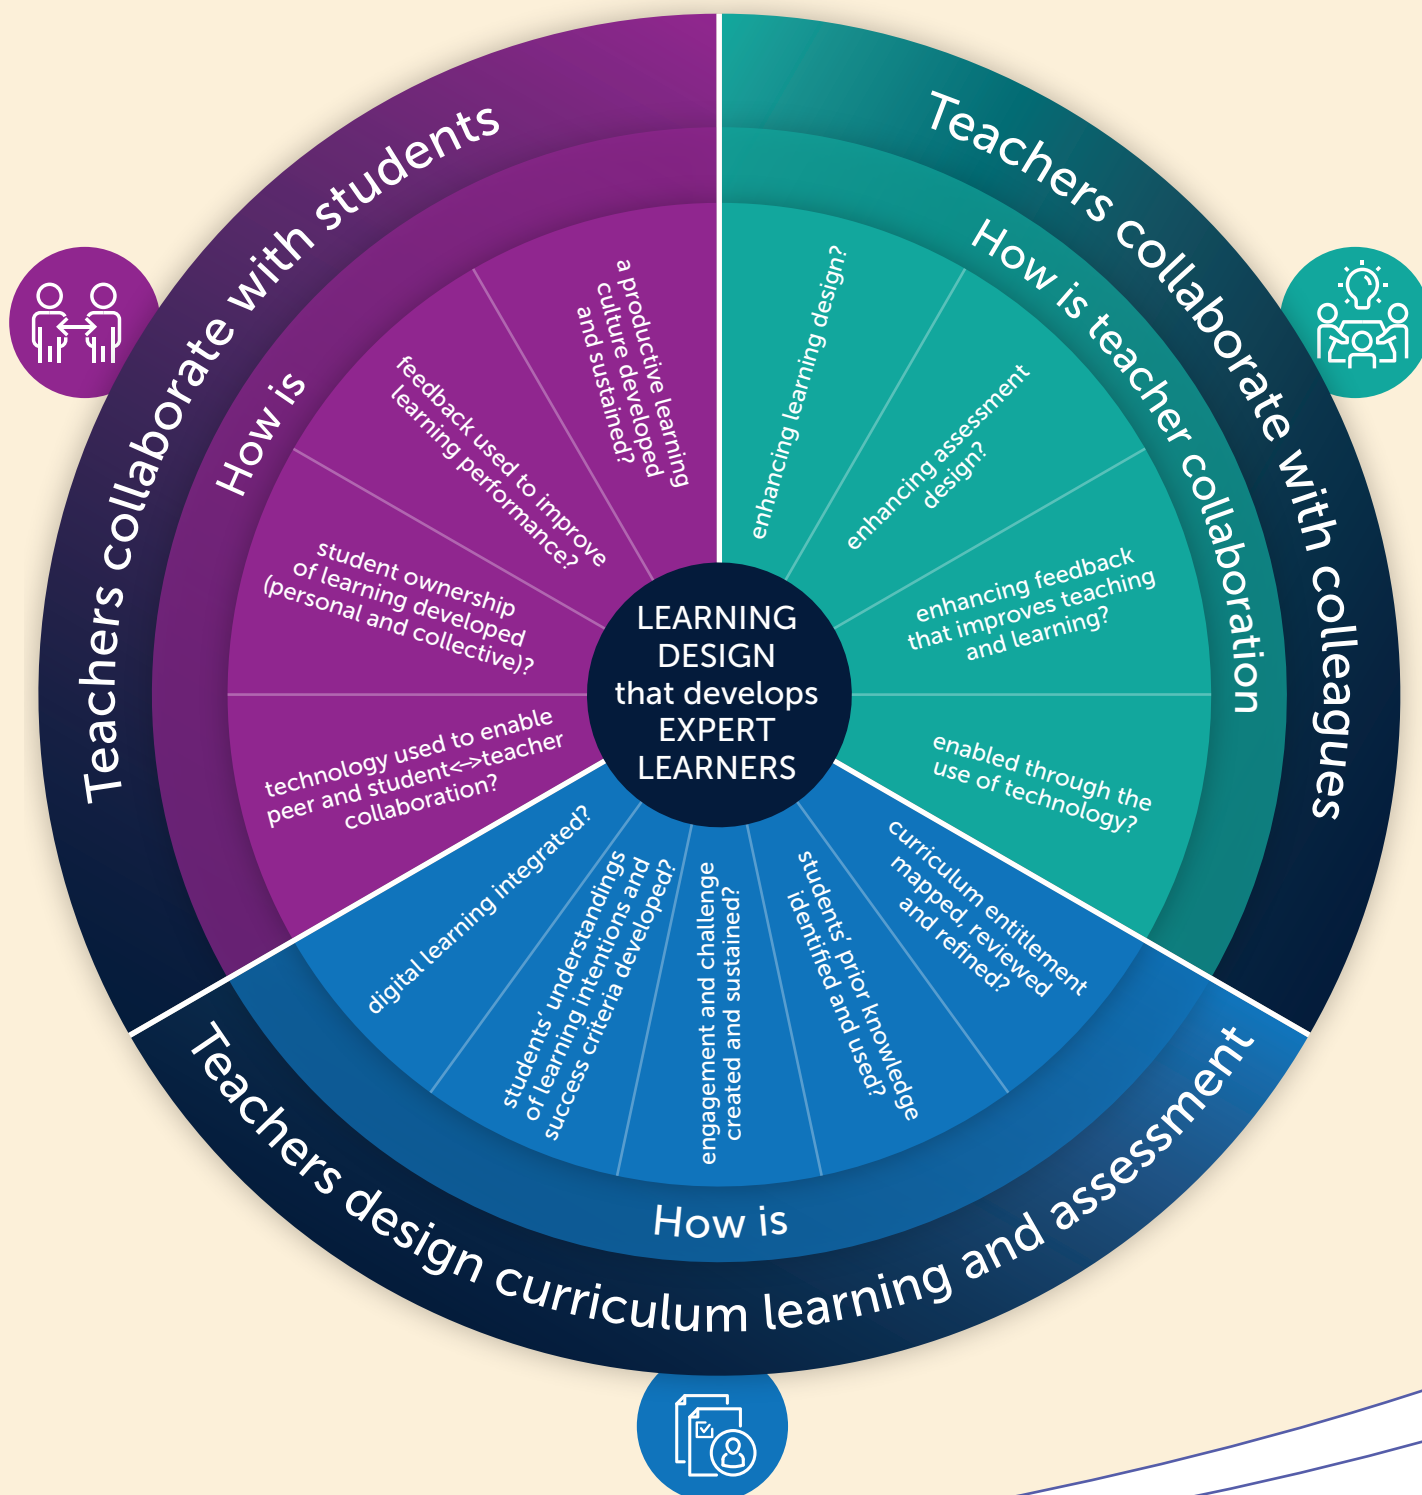 Teachers collaborate with students
How is
a productive learning
culture developed
and sustained?
feedback used to improve
learning performance?
student ownership
of learning developed
(personal and collective)?
technology used to enable
peer and student<->teacher
collaboration?
Teachers collaborate with colleagues
How is teacher collaboration
enhancing learning design?
enhancing assessment
design?
enhancing feedback
that improves teaching
and learning?
enabled through the
use of technology?
LEARNING
DESIGN
that develops
EXPERT
LEARNERS
Teachers design curriculum learning and assessment
How is
digital learning integrated?
students’ understandings
of learning intentions and
success criteria developed?
engagement and challenge
created and sustained?
students’ prior knowledge
identified and used?
curriculum entitlement
mapped, reviewed
and refined?